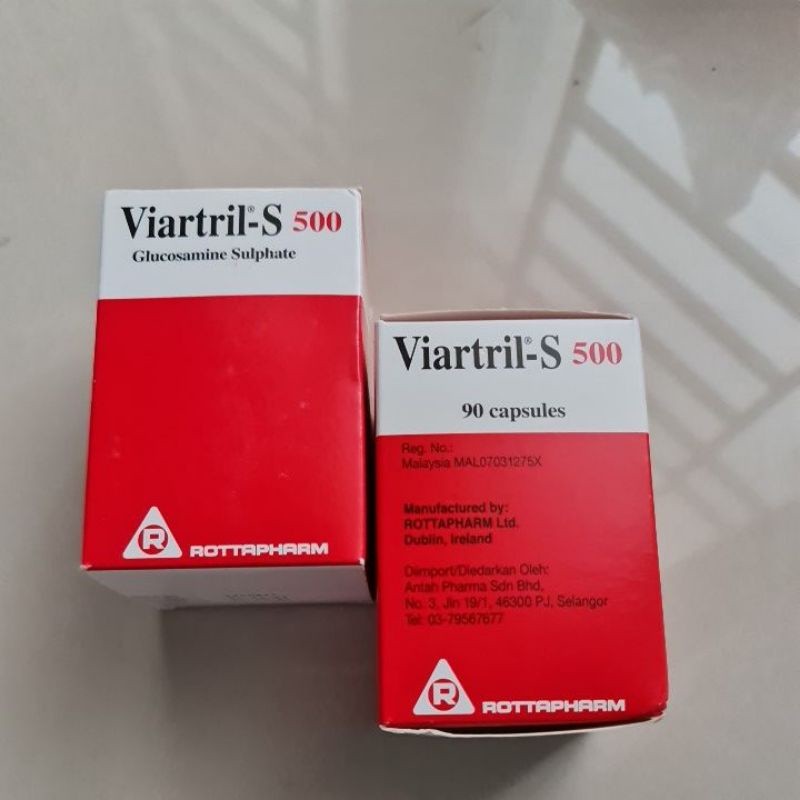 Viartril®-S 500
Glucosamine Sulphate
R ROTTAPHARM
Viartril®-S 500
90 capsules
Reg. No.:
Malaysia MAL07031275X
Manufactured by:
ROTTAPHARM Ltd.
Dublin, Ireland
Diimport/Diedarkan Oleh:
Antah Pharma Sdn Bhd,
No. 3, Jln 19/1, 46300 PJ, Selangor
Tel: 03-79567677
R ROTTAPHARM